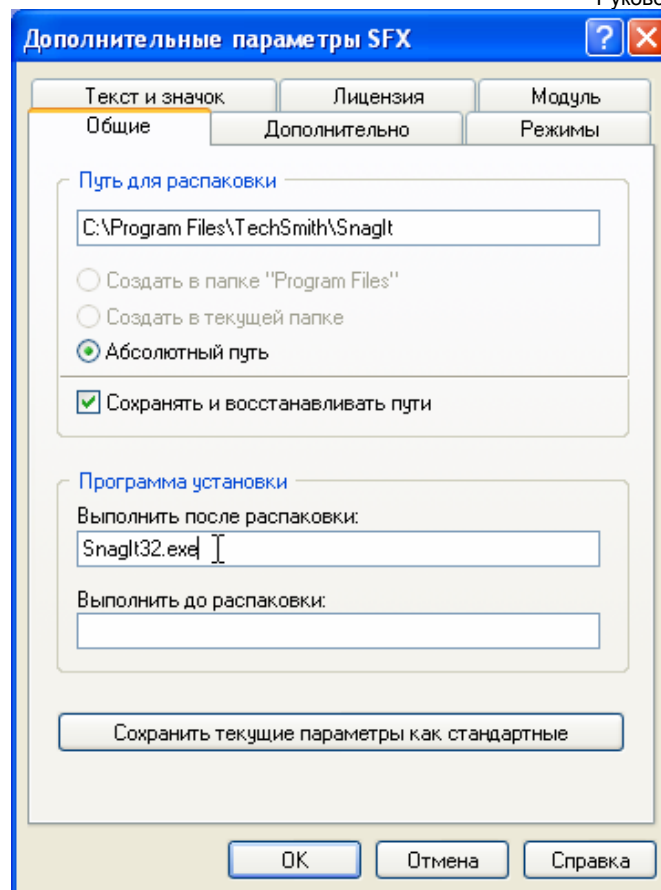 Дополнительные параметры SFX
Текст и значок Лицензия Модуль
Общие Дополнительно Режимы
Путь для распаковки
C:\Program Files\TechSmith\SnagIt
Создать в папке "Program Files"
Создать в текущей папке
Абсолютный путь
Сохранять и восстанавливать пути
Программа установки
Выполнить после распаковки:
SnagIt32.exe
Выполнить до распаковки:
Сохранить текущие параметры как стандартные
OK Отмена Справка